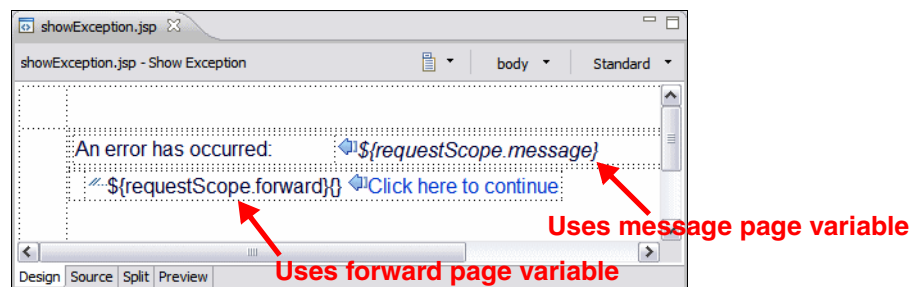 showException.jsp
showException.jsp - Show Exception body Standard
An error has occurred: ${requestScope.message}
${requestScope.forward}{} Click here to continue
Uses message page variable
Uses forward page variable
Design Source Split Preview